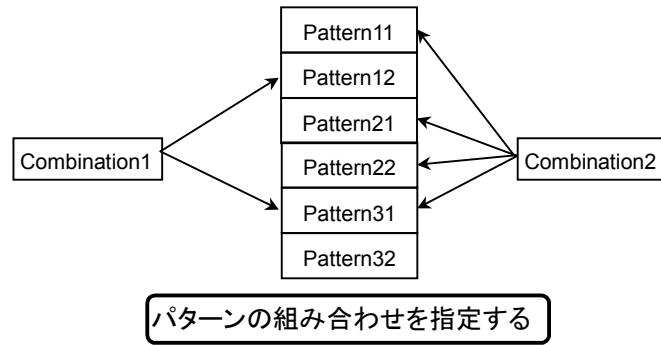 Pattern11
Pattern12
Pattern21
Combination1
Pattern22
Combination2
Pattern31
Pattern32
パターンの組み合わせを指定する